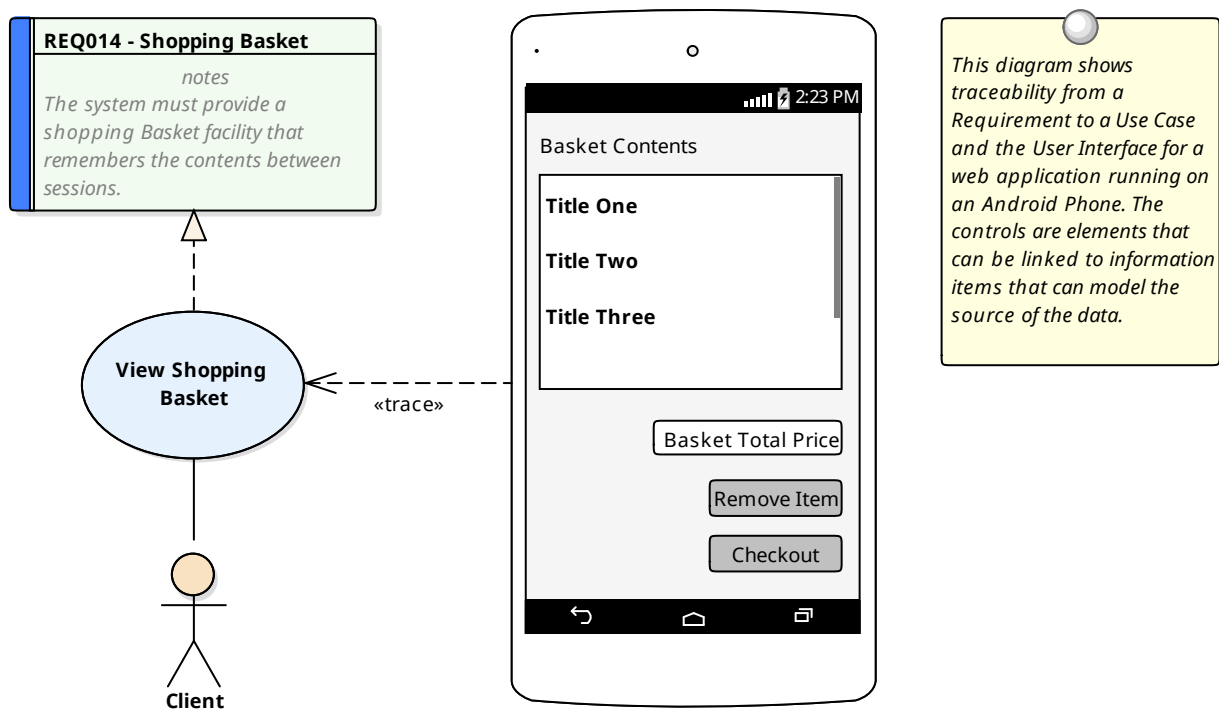 REQ014 - Shopping Basket
notes
The system must provide a
shopping Basket facility that
remembers the contents between
sessions.
View Shopping
Basket
Client
«trace»
2:23 PM
Basket Contents
Title One
Title Two
Title Three
Basket Total Price
Remove Item
Checkout
This diagram shows
traceability from a
Requirement to a Use Case
and the User Interface for a
web application running on
an Android Phone. The
controls are elements that
can be linked to information
items that can model the
source of the data.